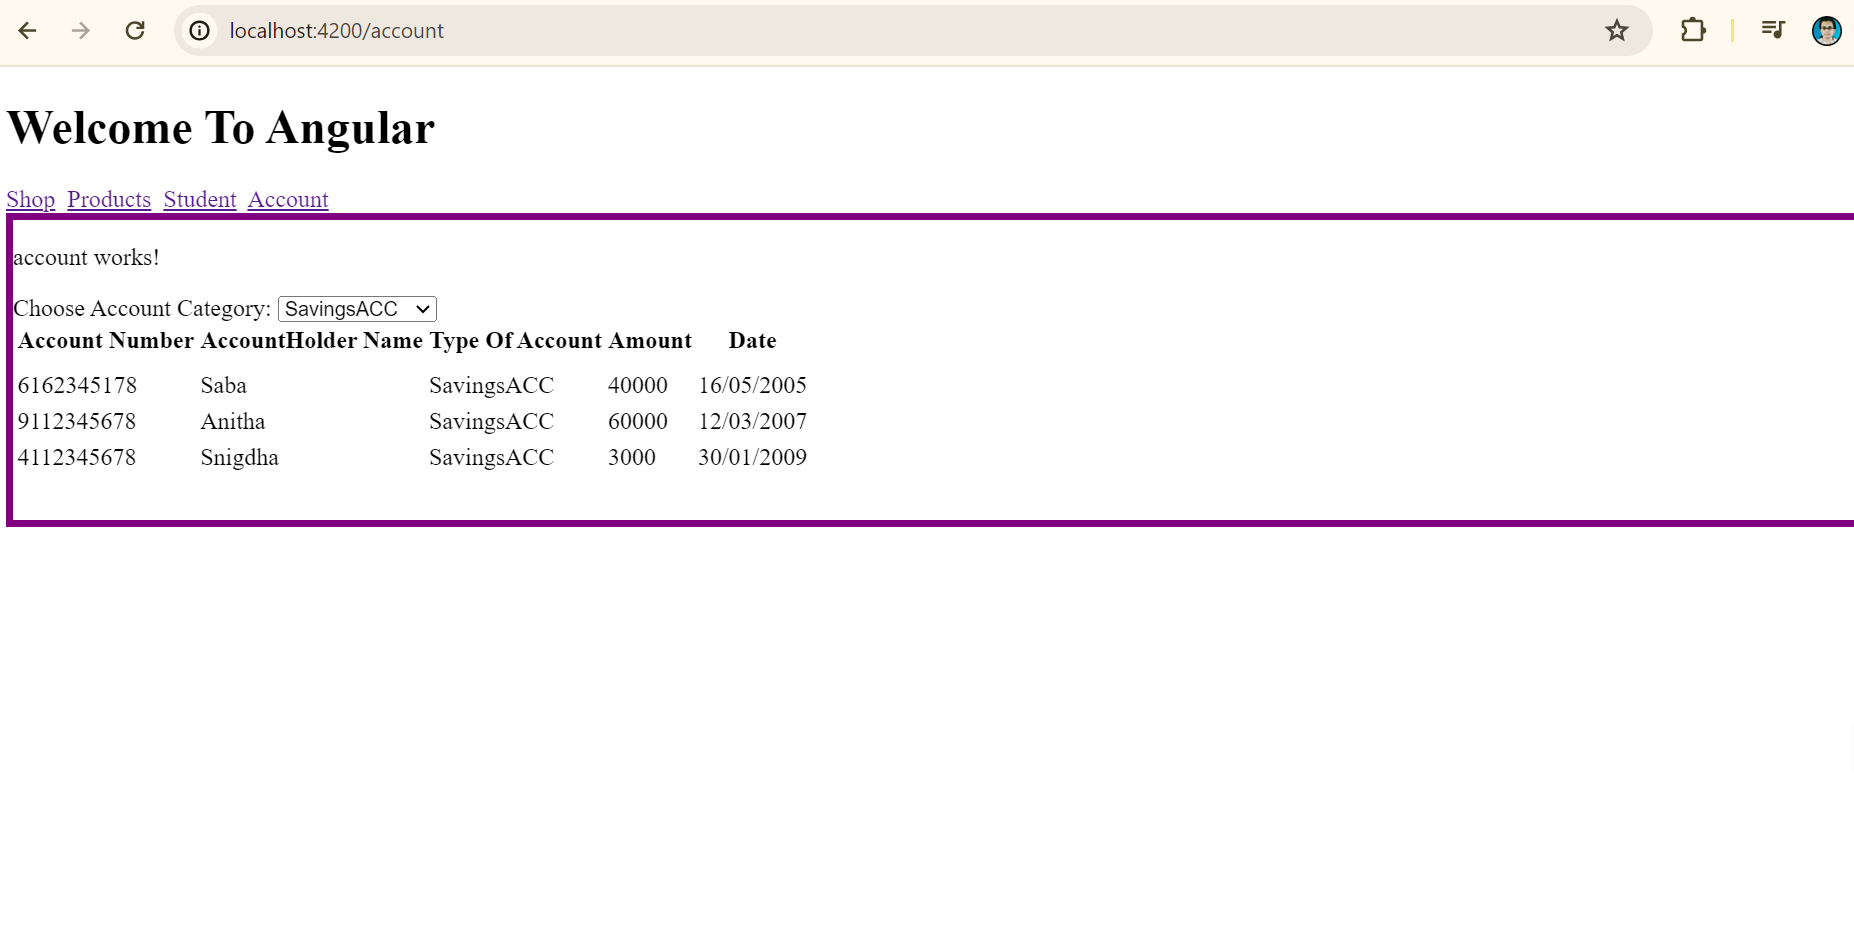 localhost:4200/account
Welcome To Angular
Shop Products Student Account
account works!
Choose Account Category: SavingsACC
Account Number AccountHolder Name Type Of Account Amount Date
6162345178 Saba SavingsACC 40000 16/05/2005
9112345678 Anitha SavingsACC 60000 12/03/2007
4112345678 Snigdha SavingsACC 3000 30/01/2009